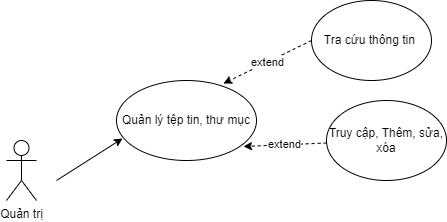 Tra cứu thông tin
extend
Quản lý tệp tin, thư mục
Truy cập, Thêm, sửa,
xóa
extend
Quản trị